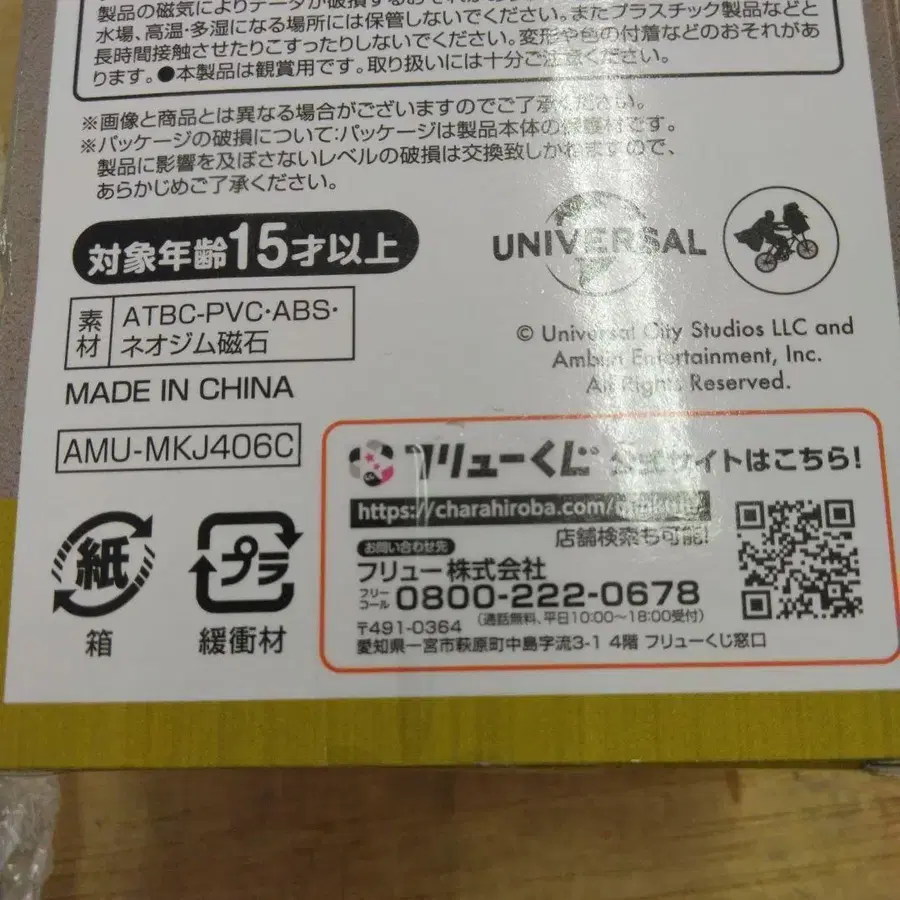 製品の磁気によりデータが破損するおそれが
水場、高温・多湿になる場所には保管しないでください。またプラスチック製品などと
長時間接触させたりこすったりしないでください。変形や色の付着などのおそれがあ
ります。●本製品は観賞用です。取り扱いには十分ご注意ください。
※画像と商品とは異なる場合がございますのでご了承ください。
※パッケージの破損について:パッケージは製品本体の保護材です。
製品に影響を及ぼさないレベルの破損は交換致しかねますので、
あらかじめご了承ください。
対象年齢15才以上
素材
ATBC-PVC・ABS・
ネオジム磁石
MADE IN CHINA
AMU-MKJ406C
紙
箱
プラ
緩衝材
UNIVERSAL
© Universal City Studios LLC and
Amblin Entertainment, Inc.
All Rights Reserved.
フリューくじ 公式サイトはこちら!
https://charahiroba.com/
店舗検索も可能!
お問い合わせ先
フリュー株式会社
フリーコール 0800-222-0678
(通話無料、平日10:00〜18:00受付)
〒491-0364
愛知県一宮市萩原町中島字流3-1 4階 フリューくじ窓口